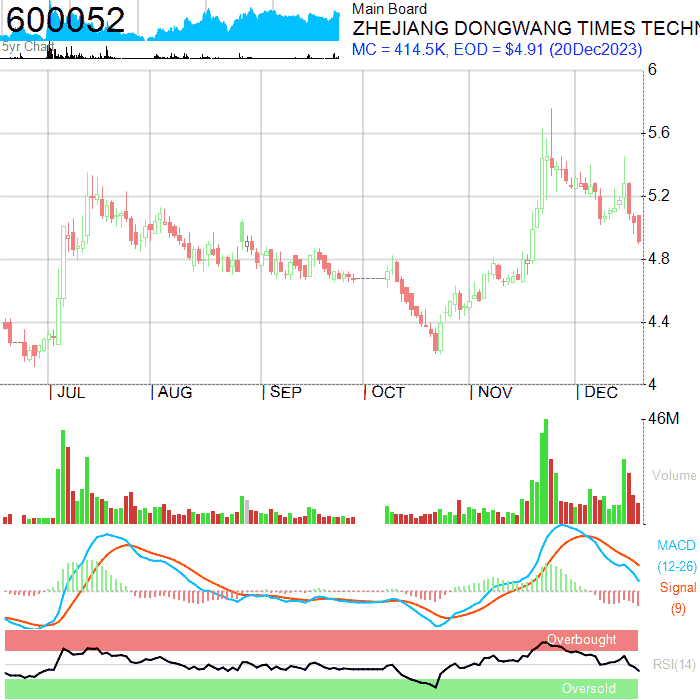 600052
5yr Chart
Main Board
ZHEJIANG DONGWANG TIMES TECHN
MC = 414.5K, EOD = $4.91 (20Dec2023)
6
5.6
5.2
4.8
4.4
4
JUL
AUG
SEP
OCT
NOV
DEC
46M
Volume
MACD
(12-26)
Signal
(9)
Overbought
RSI(14)
Oversold